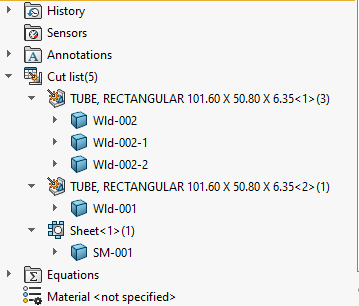 History
Sensors
Annotations
Cut list(5)
TUBE, RECTANGULAR 101.60 X 50.80 X 6.35<1>(3)
Wld-002
Wld-002-1
Wld-002-2
TUBE, RECTANGULAR 101.60 X 50.80 X 6.35<2>(1)
Wld-001
Sheet<1>(1)
SM-001
Equations
Material <not specified>